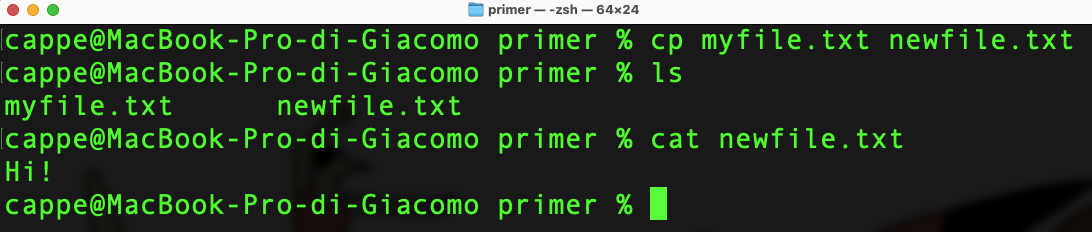 primer — -zsh — 64×24
cappe@MacBook-Pro-di-Giacomo primer % cp myfile.txt newfile.txt
cappe@MacBook-Pro-di-Giacomo primer % ls
myfile.txt      newfile.txt
cappe@MacBook-Pro-di-Giacomo primer % cat newfile.txt
Hi!
cappe@MacBook-Pro-di-Giacomo primer %